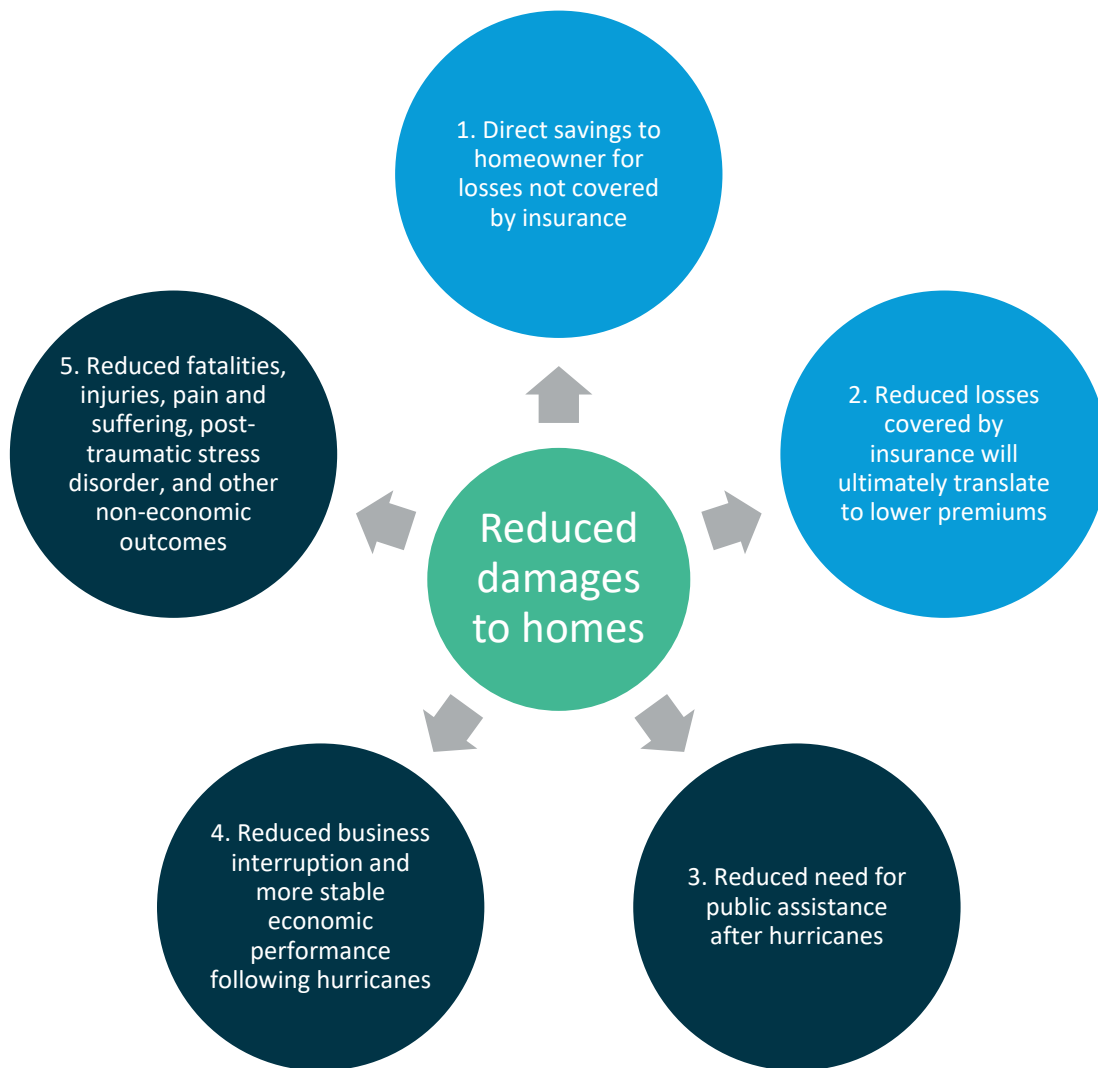 1. Direct savings to
homeowner for
losses not covered
by insurance
2. Reduced losses
covered by
insurance will
ultimately translate
to lower premiums
3. Reduced need for
public assistance
after hurricanes
4. Reduced business
interruption and
more stable
economic
performance
following hurricanes
5. Reduced fatalities,
injuries, pain and
suffering, post-
traumatic stress
disorder, and other
non-economic
outcomes
Reduced
damages
to homes